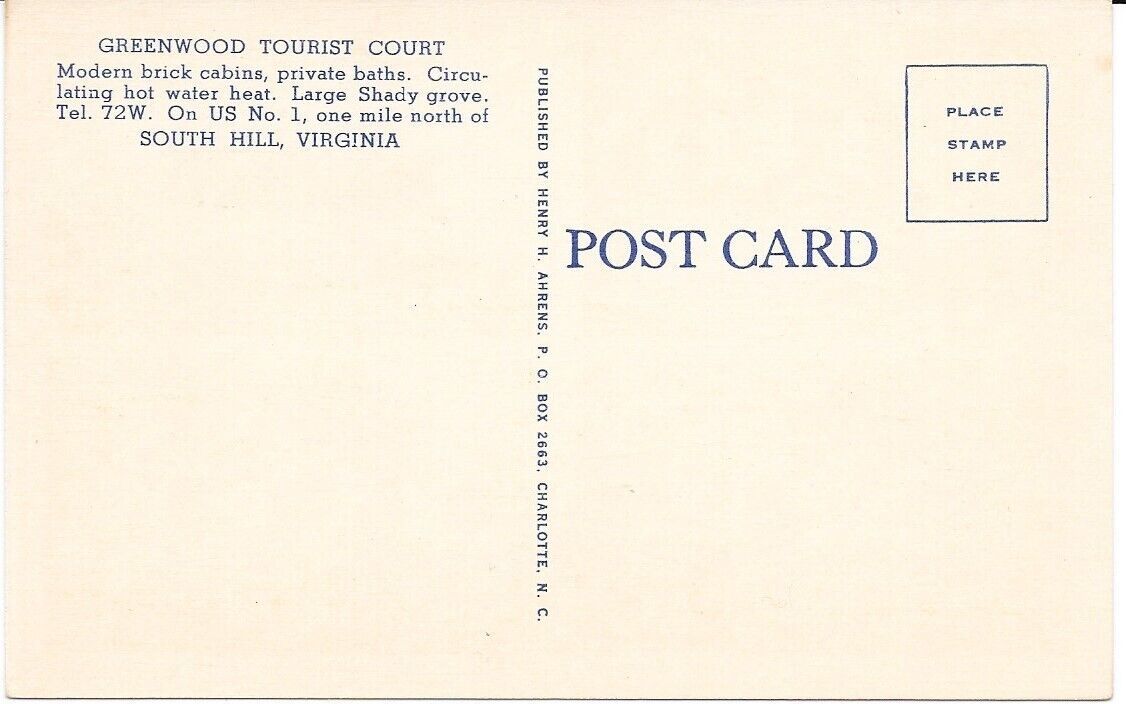 GREENWOOD TOURIST COURT
Modern brick cabins, private baths. Circu-
lating hot water heat. Large Shady grove.
Tel. 72W. On US No. 1, one mile north of
SOUTH HILL, VIRGINIA
PUBLISHED BY HENRY H. AHRENS, P. O. BOX 2663, CHARLOTTE, N. C.
POST CARD
PLACE
STAMP
HERE